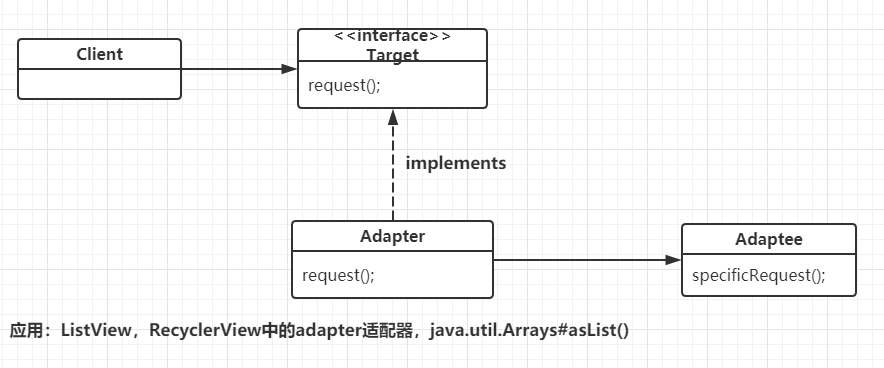 Client
<<interface>>
Target
request();
implements
Adapter
request();
Adaptee
specificRequest();
应用：ListView，RecyclerView中的adapter适配器，java.util.Arrays#asList()